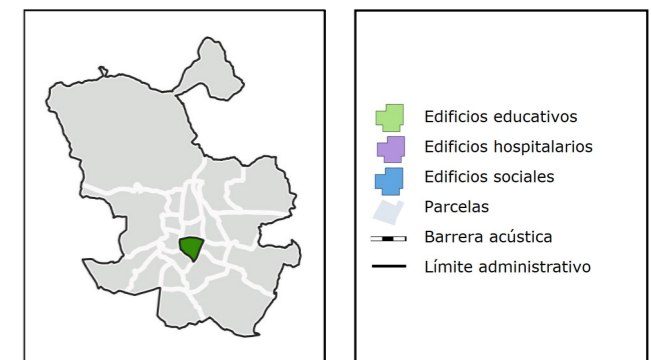 Edificios educativos
Edificios hospitalarios
Edificios sociales
Parcelas
Barrera acústica
Límite administrativo